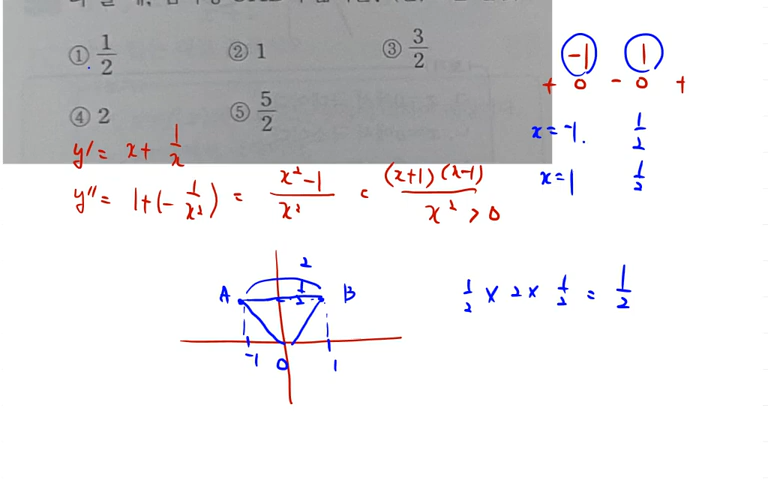 ① 1/2 ② 1 ③ 3/2
④ 2 ⑤ 5/2
-1 1
+ 0 - 0 +
x=-1. 1/2
x=1 1/2
y' = x + 1/x
y'' = 1+(-1/x²) = x²-1/x² = (x+1)(x-1)/x² > 0
2
A 1/2 B
-1 0 1
1/2 × 2 × 1/2 = 1/2